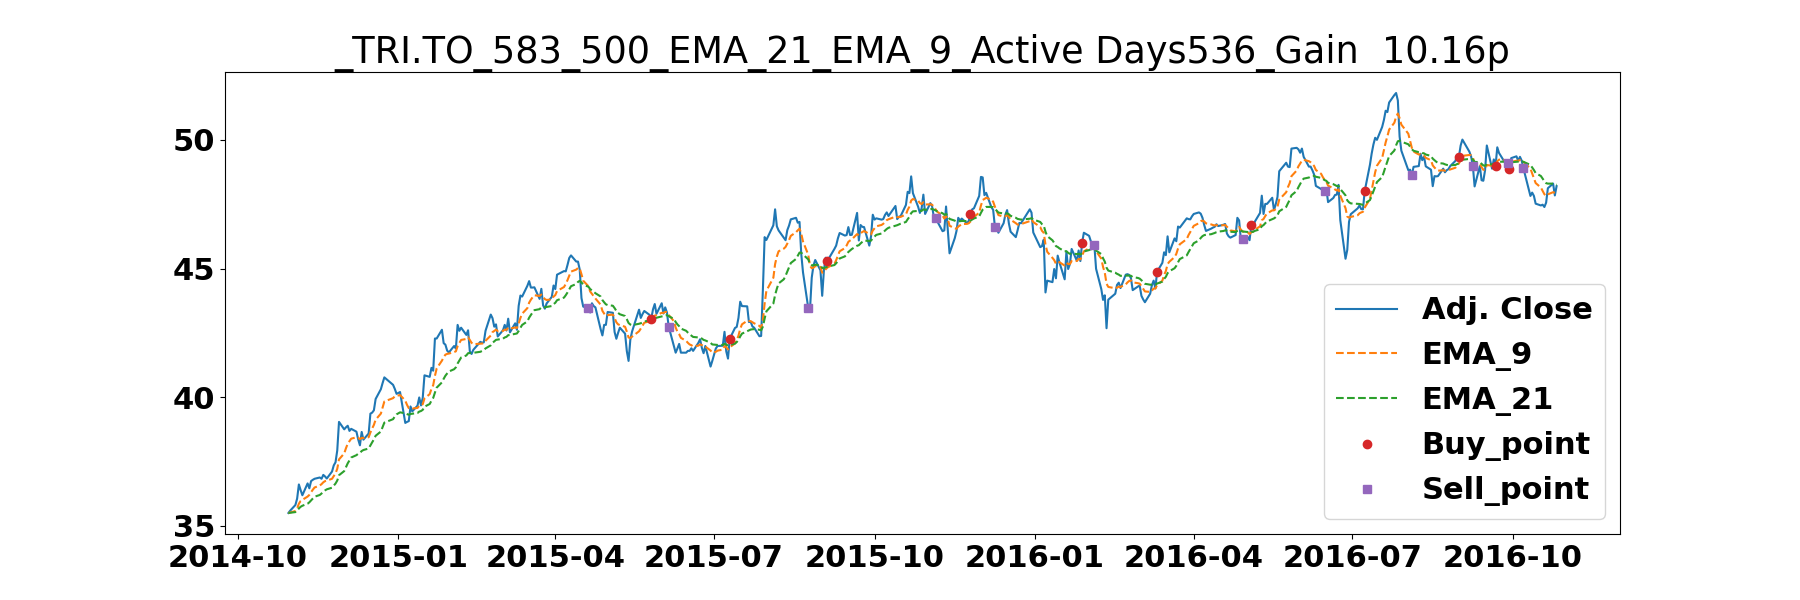 _TRI.TO_583_500_EMA_21_EMA_9_Active Days536_Gain  10.16p
50
45
40
35
2014-10 2015-01 2015-04 2015-07 2015-10 2016-01 2016-04 2016-07 2016-10
Adj. Close
EMA_9
EMA_21
Buy_point
Sell_point